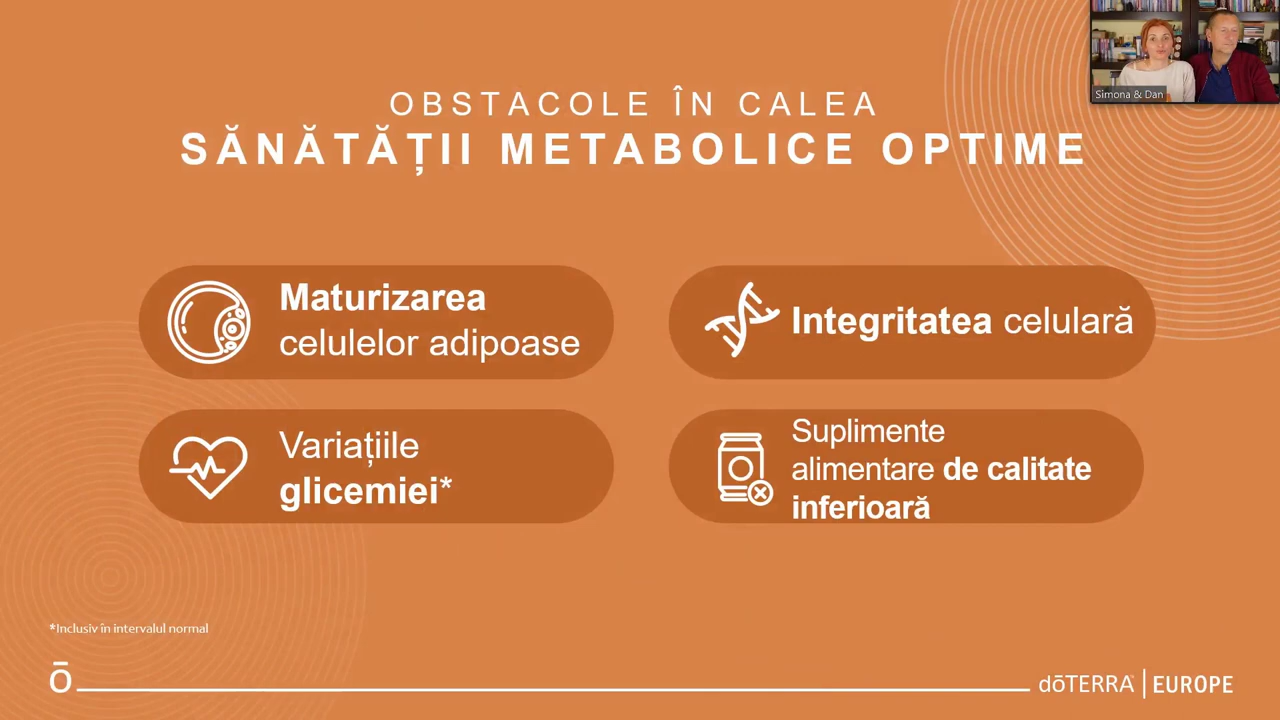 Simona & Dan
OBSTACOLE ÎN CALEA
SĂNĂTĂȚII METABOLICE OPTIME
Maturizarea
celulelor adipoase
Integritatea celulară
Variațiile
glicemiei*
Suplimente
alimentare de calitate
inferioară
*Inclusiv în intervalul normal
ō
dōTERRA® | EUROPE